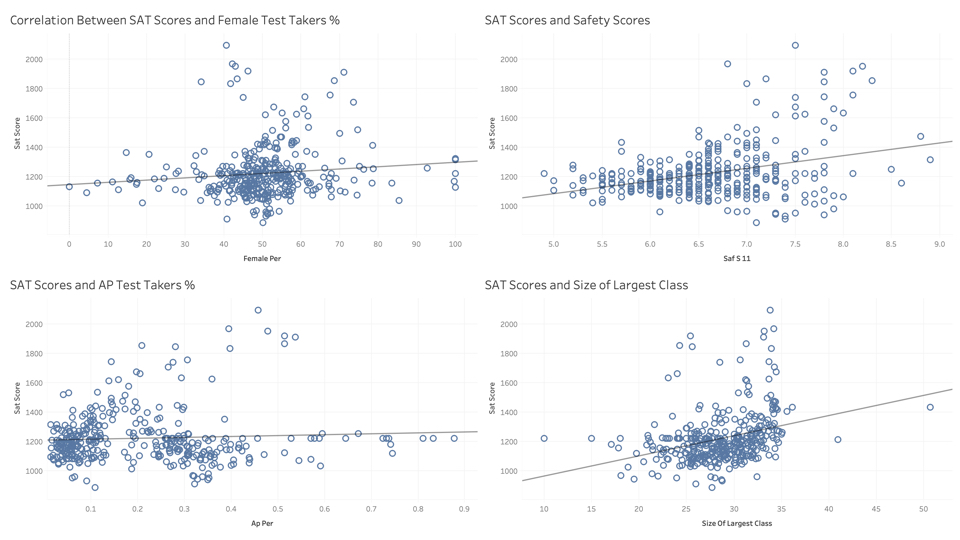 Correlation Between SAT Scores and Female Test Takers %
2000
1800
1600
1400
1200
1000
Sat Score
0 10 20 30 40 50 60 70 80 90 100
Female Per
SAT Scores and Safety Scores
2000
1800
1600
1400
1200
1000
Sat Score
5.0 5.5 6.0 6.5 7.0 7.5 8.0 8.5 9.0
Saf S 11
SAT Scores and AP Test Takers %
2000
1800
1600
1400
1200
1000
Sat Score
0.1 0.2 0.3 0.4 0.5 0.6 0.7 0.8 0.9
Ap Per
SAT Scores and Size of Largest Class
2000
1800
1600
1400
1200
1000
Sat Score
10 15 20 25 30 35 40 45 50
Size Of Largest Class